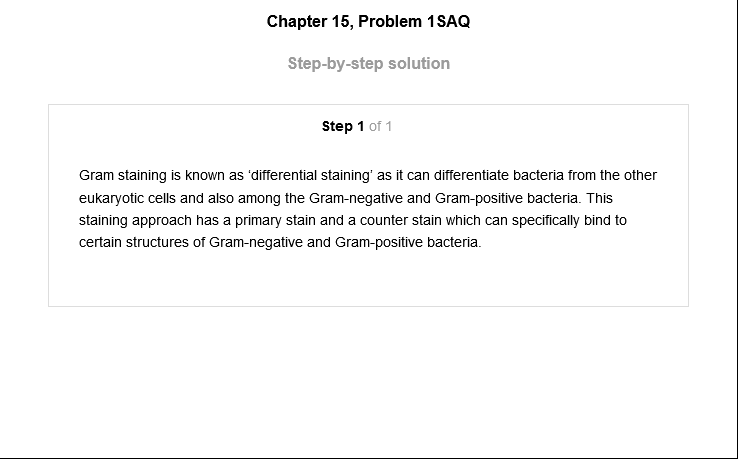 Chapter 15, Problem 1SAQ
Step-by-step solution
Step 1 of 1
Gram staining is known as ‘differential staining’ as it can differentiate bacteria from the other
eukaryotic cells and also among the Gram-negative and Gram-positive bacteria. This
staining approach has a primary stain and a counter stain which can specifically bind to
certain structures of Gram-negative and Gram-positive bacteria.